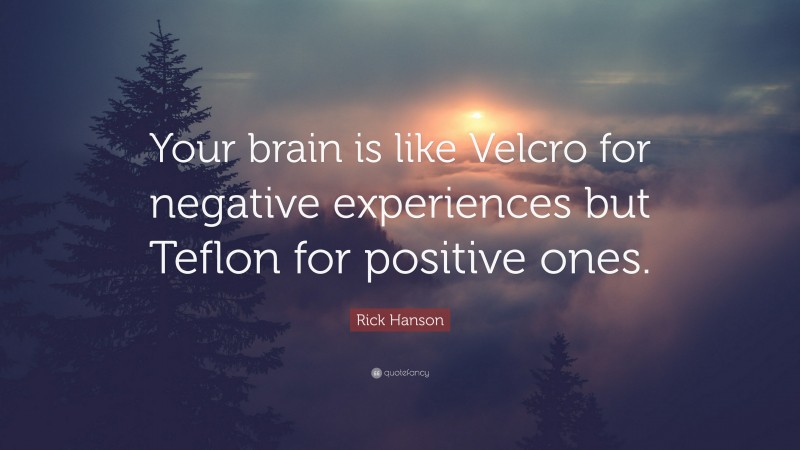 Your brain is like Velcro for
negative experiences but
Teflon for positive ones.
Rick Hanson
quotefancy